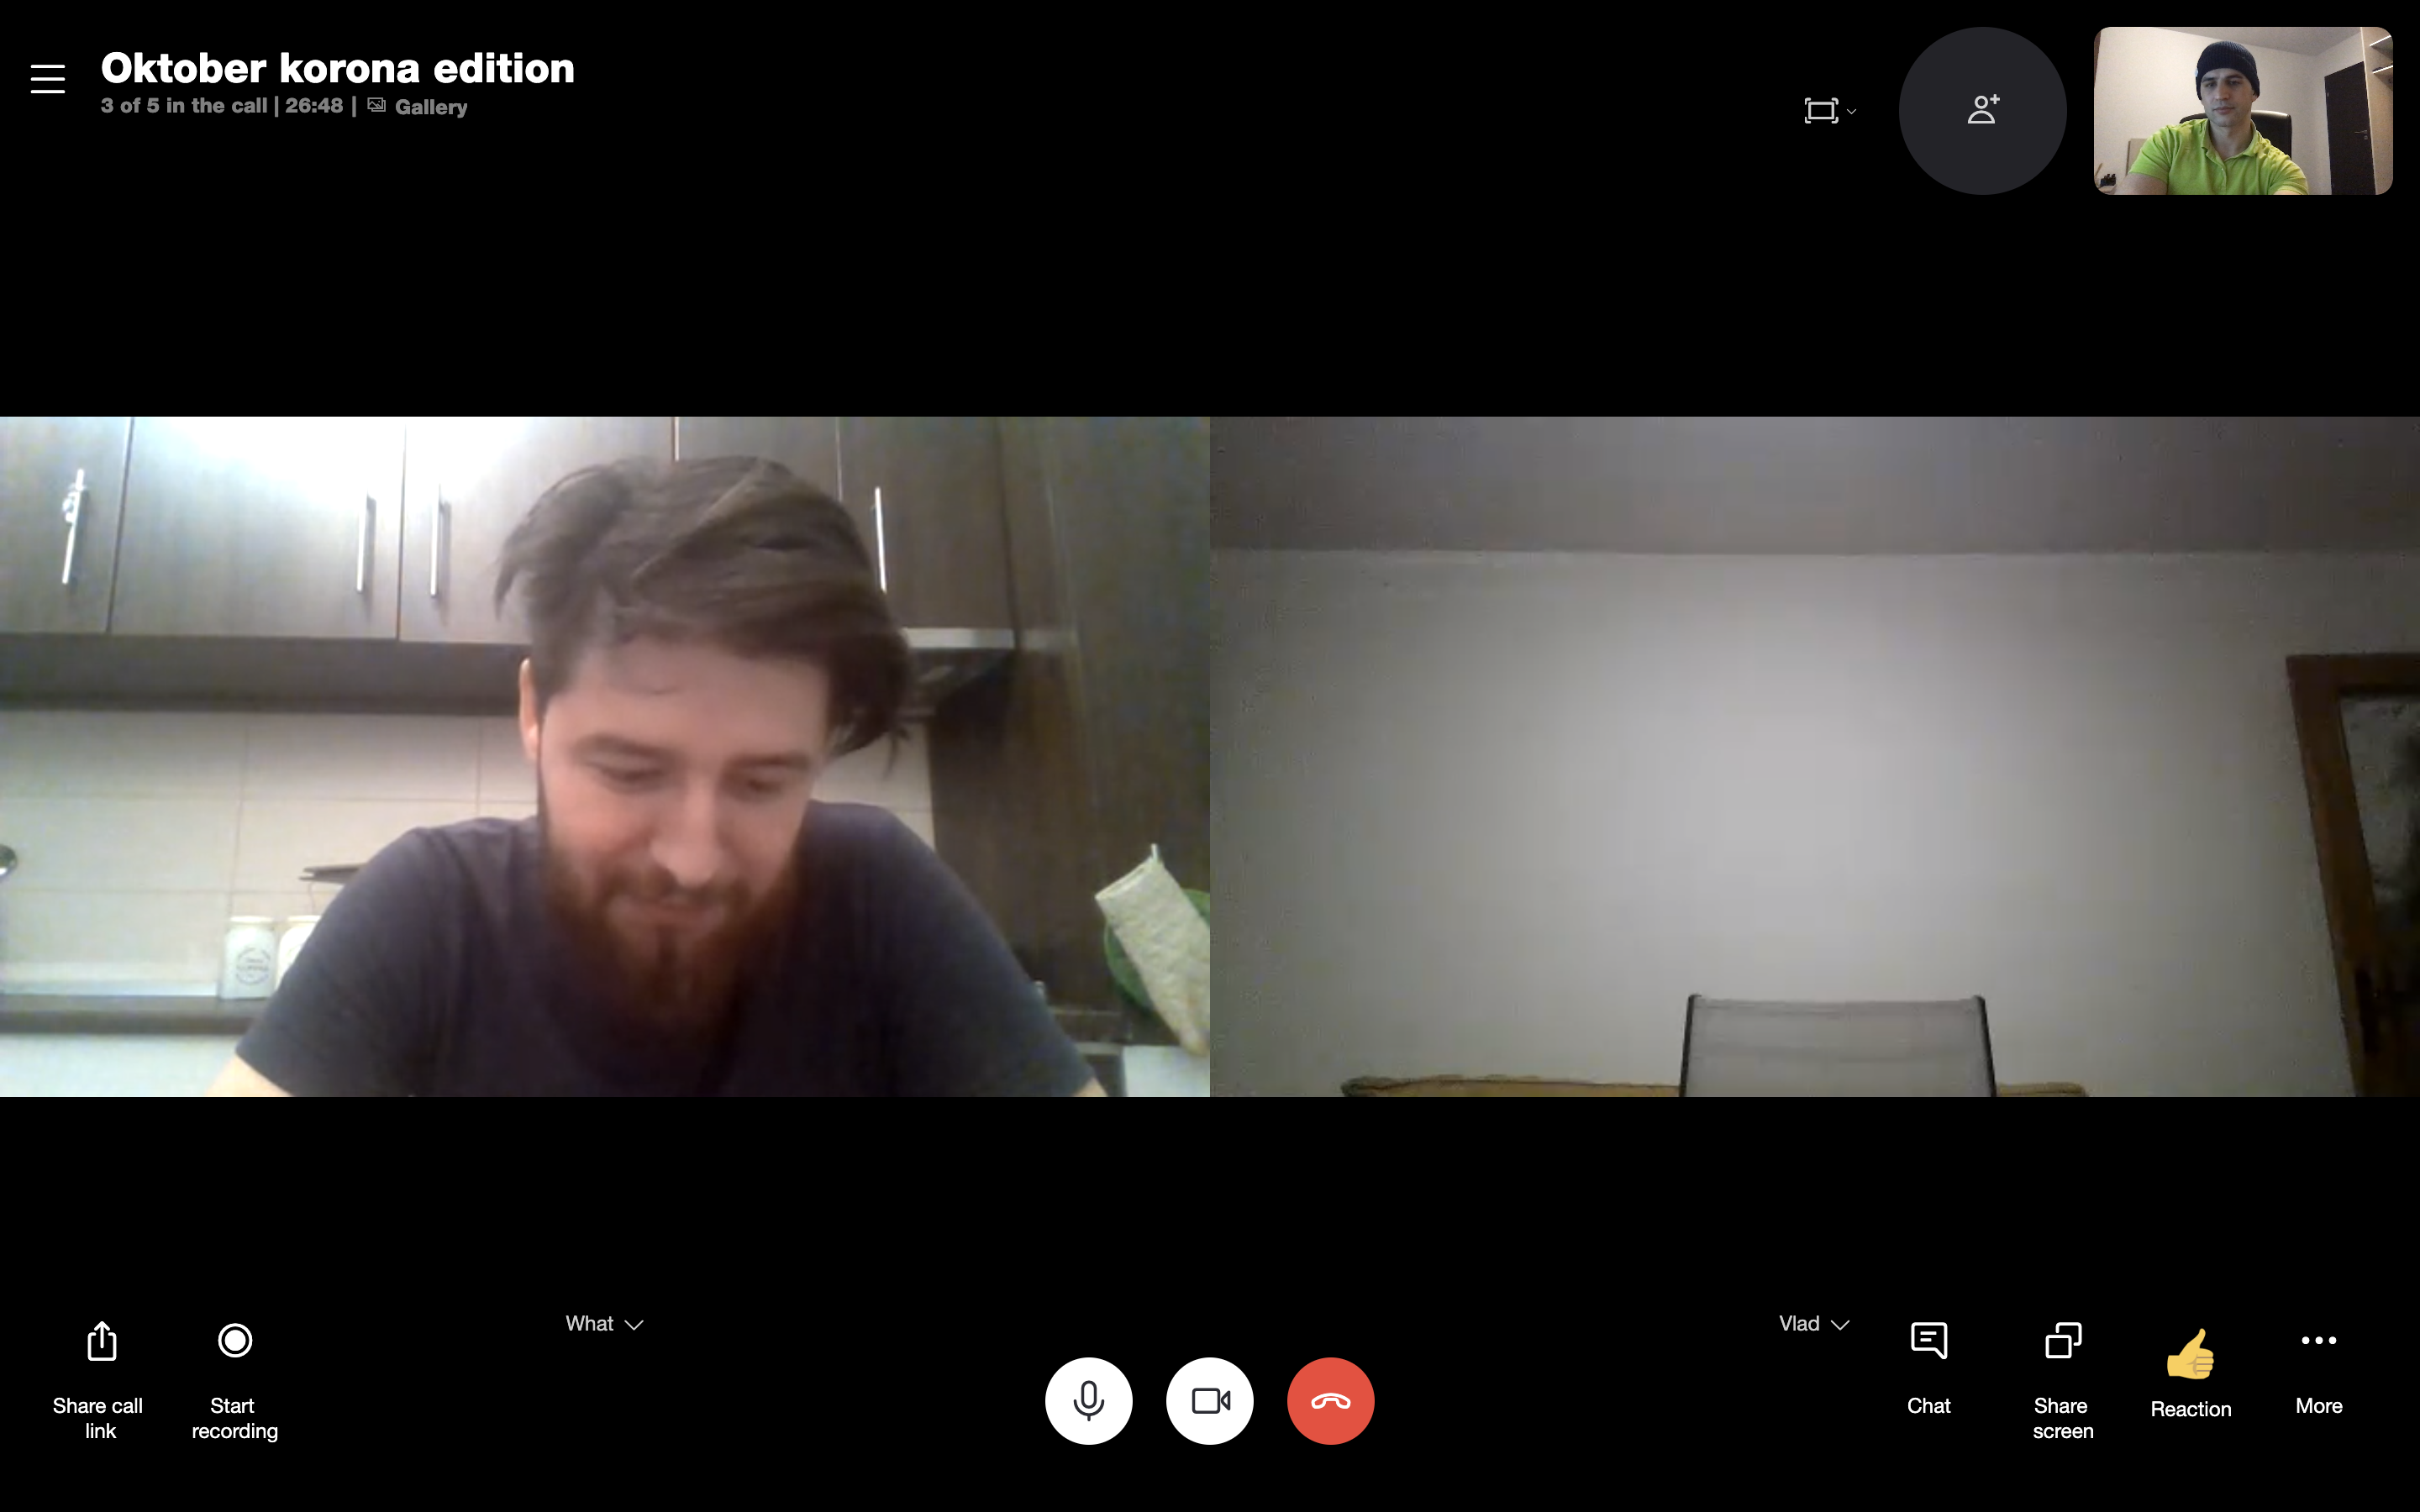 Oktober korona edition
3 of 5 in the call | 26:48 | Gallery
What
Vlad
Share call
link
Start
recording
Chat
Share
screen
Reaction
More